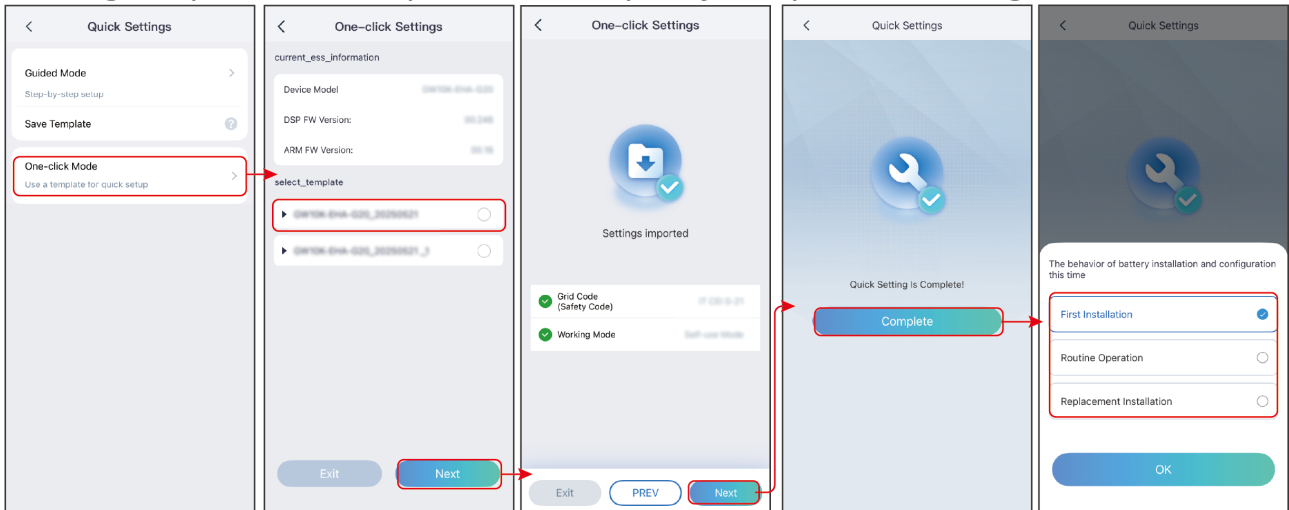 Quick Settings
Guided Mode
Step-by-step setup
Save Template
?
One-click Mode
Use a template for quick setup
One-click Settings
current_ess_information
Device Model
DSP FW Version:
ARM FW Version:
select_template
Exit
Next
One-click Settings
Settings imported
Grid Code
(Safety Code)
Working Mode
Exit
PREV
Next
Quick Settings
Quick Setting Is Complete!
Complete
Quick Settings
The behavior of battery installation and configuration
this time
First Installation
Routine Operation
Replacement Installation
OK